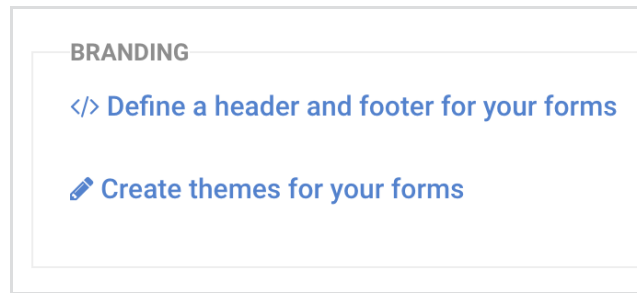 BRANDING
</> Define a header and footer for your forms
Create themes for your forms